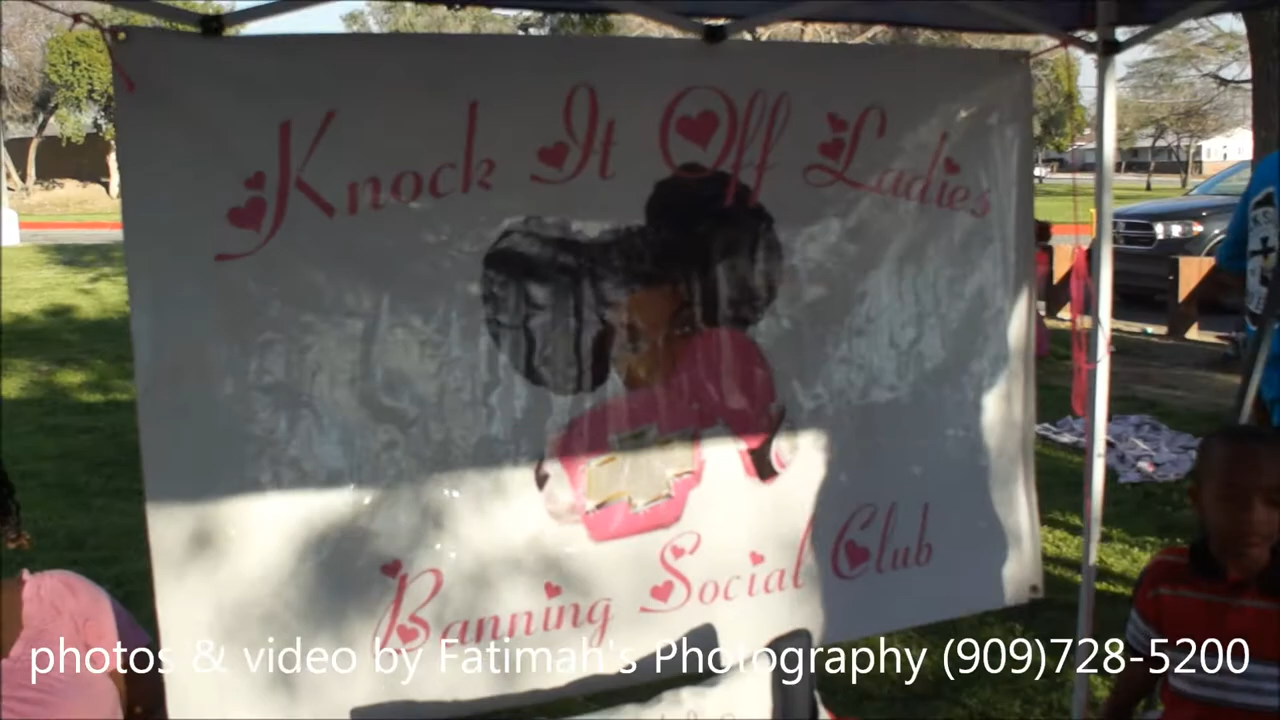 Knock It Off Ladies
Banning Social Club
photos & video by Fatimah's Photography (909)728-5200